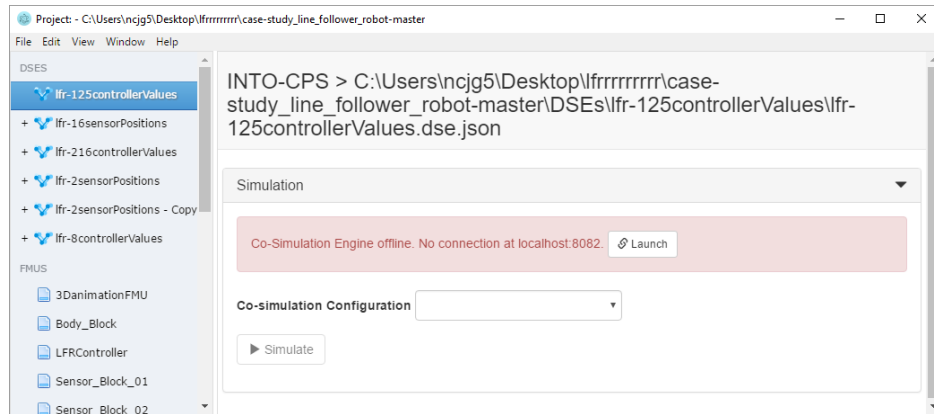 Project: - C:\Users\ncjg5\Desktop\lfrrrrrrrrr\case-study_line_follower_robot-master
File Edit View Window Help
DSES
lfr-125controllerValues
+ lfr-16sensorPositions
+ lfr-216controllerValues
+ lfr-2sensorPositions
+ lfr-2sensorPositions - Copy
+ lfr-8controllerValues
FMUS
3DanimationFMU
Body_Block
LFRController
Sensor_Block_01
Sensor_Block_02
INTO-CPS > C:\Users\ncjg5\Desktop\lfrrrrrrrrr\case-
study_line_follower_robot-master\DSEs\lfr-125controllerValues\lfr-
125controllerValues.dse.json
Simulation
Co-Simulation Engine offline. No connection at localhost:8082. Launch
Co-simulation Configuration
Simulate